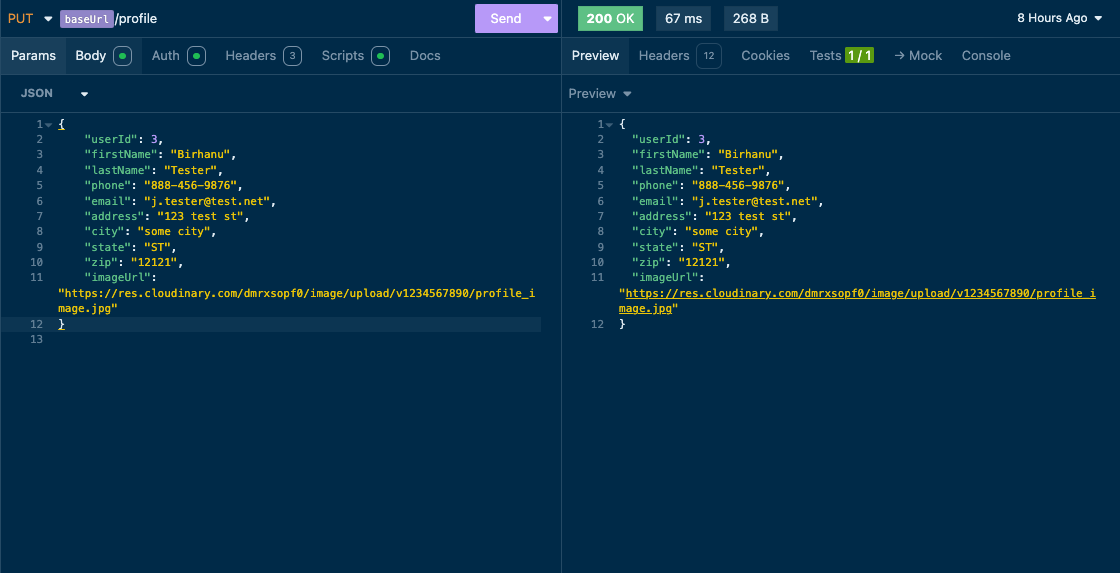 PUT baseUrl/profile Send
200 OK 67 ms 268 B 8 Hours Ago
Params Body Auth Headers 3 Scripts Docs
Preview Headers 12 Cookies Tests 1 / 1 → Mock Console
JSON
Preview
1 {
2 "userId": 3,
3 "firstName": "Birhanu",
4 "lastName": "Tester",
5 "phone": "888-456-9876",
6 "email": "j.tester@test.net",
7 "address": "123 test st",
8 "city": "some city",
9 "state": "ST",
10 "zip": "12121",
11 "imageUrl":
"https://res.cloudinary.com/dmrxsopf0/image/upload/v1234567890/profile_i
mage.jpg"
12 }
13
1 {
2 "userId": 3,
3 "firstName": "Birhanu",
4 "lastName": "Tester",
5 "phone": "888-456-9876",
6 "email": "j.tester@test.net",
7 "address": "123 test st",
8 "city": "some city",
9 "state": "ST",
10 "zip": "12121",
11 "imageUrl":
"https://res.cloudinary.com/dmrxsopf0/image/upload/v1234567890/profile_i
mage.jpg"
12 }